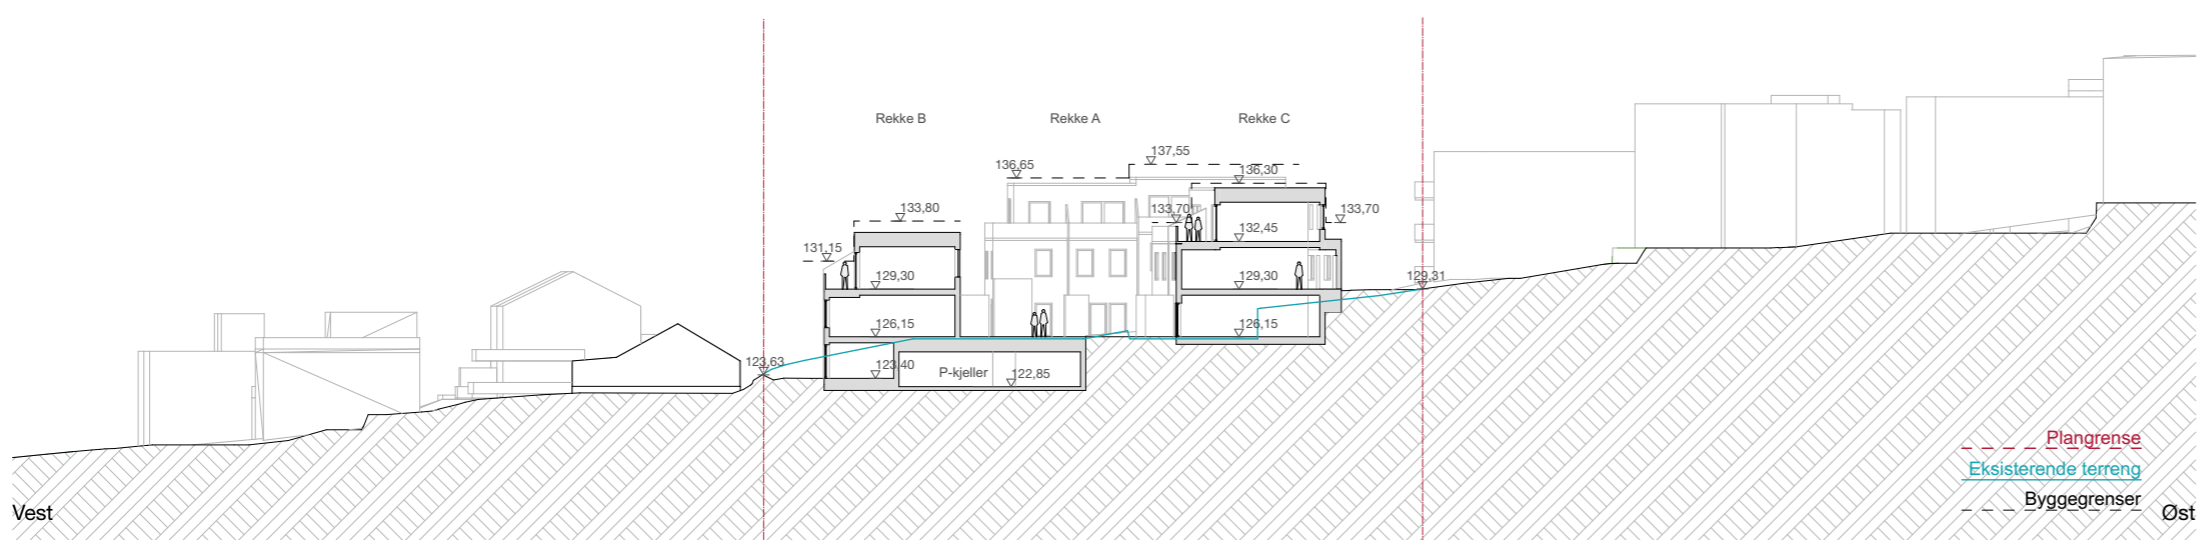 Rekke B
Rekke A
Rekke C
137,55
136,65
136,30
133,80
133,70
133,70
132,45
131,15
129,30
129,30
129,31
126,15
126,15
123,63
123,40
P-kjeller
122,85
Plangrense
Eksisterende terreng
Byggegrenser
Vest
Øst